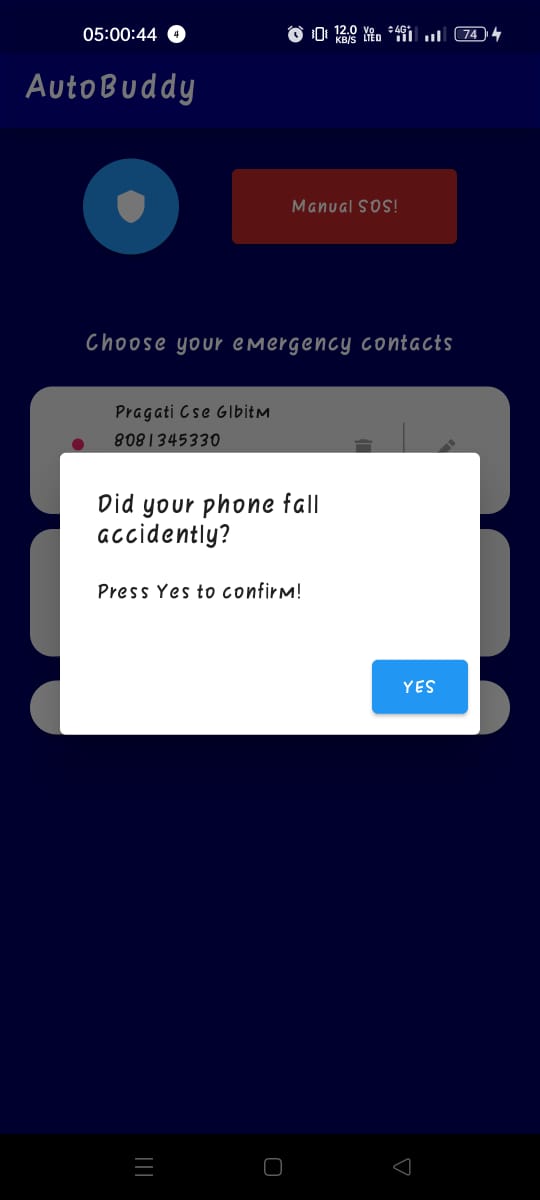 05:00:44 4 12.0 KB/S Vo LTED 4G+ 74
AutoBuddy
Manual SOS!
Choose your emergency contacts
Pragati Cse GIbitm
8081345330
Did your phone fall
accidently?
Press Yes to confirm!
YES